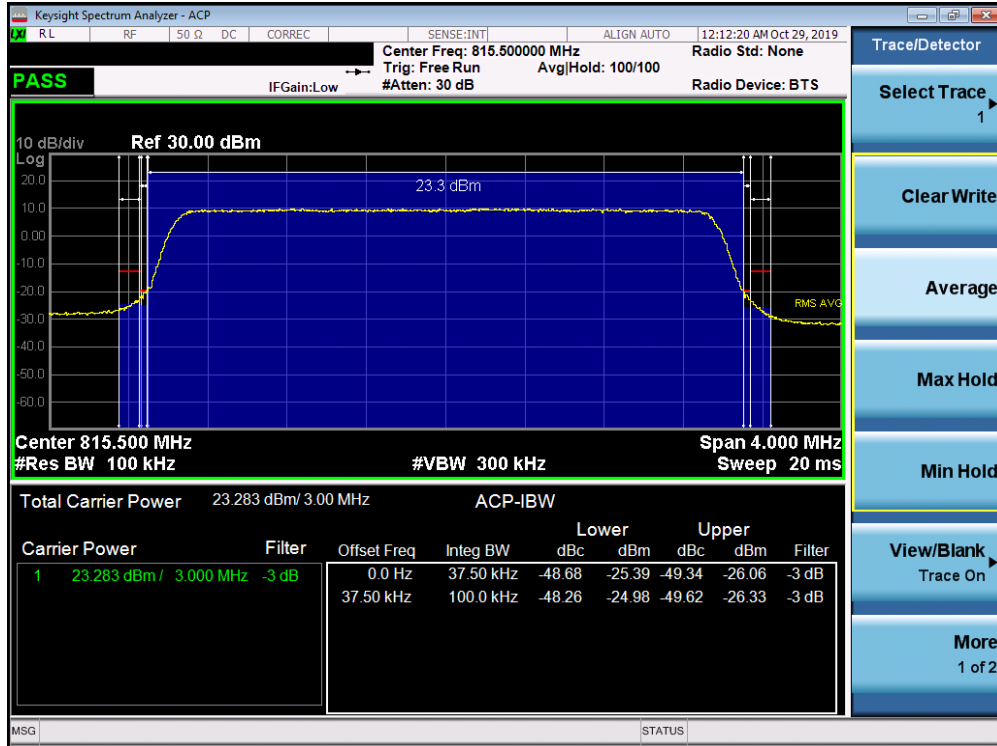 Keysight Spectrum Analyzer - ACP
LXI RL RF 50 Ω DC CORREC SENSE:INT ALIGN AUTO 12:12:20 AM Oct 29, 2019
Center Freq: 815.500000 MHz Radio Std: None
Trig: Free Run Avg|Hold: 100/100
PASS IFGain:Low #Atten: 30 dB Radio Device: BTS
10 dB/div Ref 30.00 dBm
Log
20.0
23.3 dBm
10.0
0.00
-10.0
-20.0
RMS AVG
-30.0
-40.0
-50.0
-60.0
Center 815.500 MHz Span 4.000 MHz
#Res BW 100 kHz #VBW 300 kHz Sweep 20 ms
Total Carrier Power 23.283 dBm/ 3.00 MHz ACP-IBW
Lower Upper
Carrier Power Filter Offset Freq Integ BW dBc dBm dBc dBm Filter
1 23.283 dBm / 3.000 MHz -3 dB 0.0 Hz 37.50 kHz -48.68 -25.39 -49.34 -26.06 -3 dB
37.50 kHz 100.0 kHz -48.26 -24.98 -49.62 -26.33 -3 dB
MSG STATUS
Trace/Detector
Select Trace
1
Clear Write
Average
Max Hold
Min Hold
View/Blank
Trace On
More
1 of 2